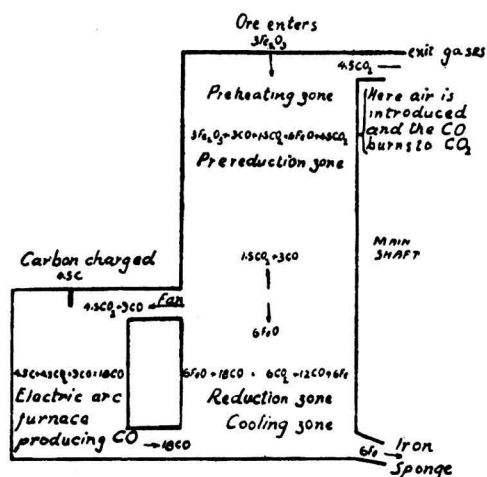 Ore enters
3Fe₂O₃
exit gases
4.5CO₂
Preheating zone
Here air is
introduced
and the CO
burns to CO₂
3Fe₂O₃+3CO+1.5CO₂=6FeO+4.5CO₂
Prereduction zone
MAIN
SHAFT
1.5CO₂+3CO
Carbon charged
4.5C
Fan
4.5CO₂+9CO
6FeO
4.5C+4.5CO₂+9CO=18CO
6FeO+18CO = 6CO₂+12CO+6Fe
Electric arc
furnace
producing CO
18CO
Reduction zone
Cooling zone
Iron
6Fe
Sponge